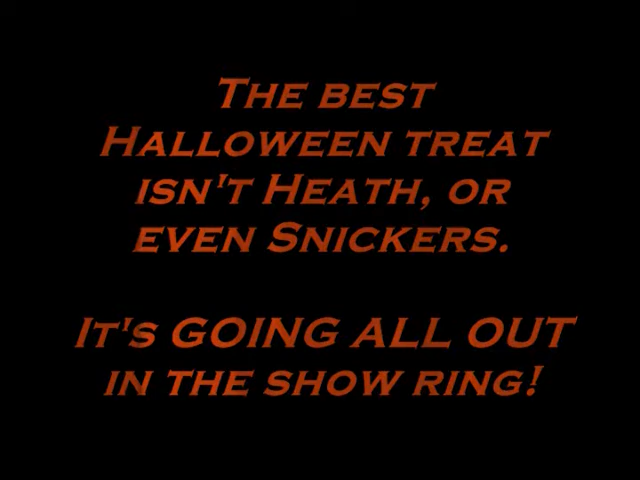 The best
Halloween treat
isn't Heath, or
even Snickers.
It's GOING ALL OUT
in the show ring!